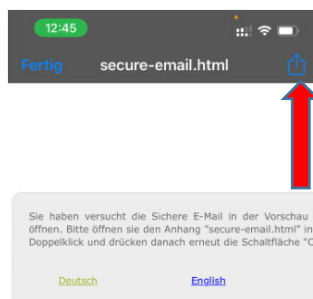 12:45
Fertig secure-email.html
Sie haben versucht die Sichere E-Mail in der Vorschau
öffnen. Bitte öffnen sie den Anhang "secure-email.html" in
Doppelklick und drücken danach erneut die Schaltfläche
Deutsch English